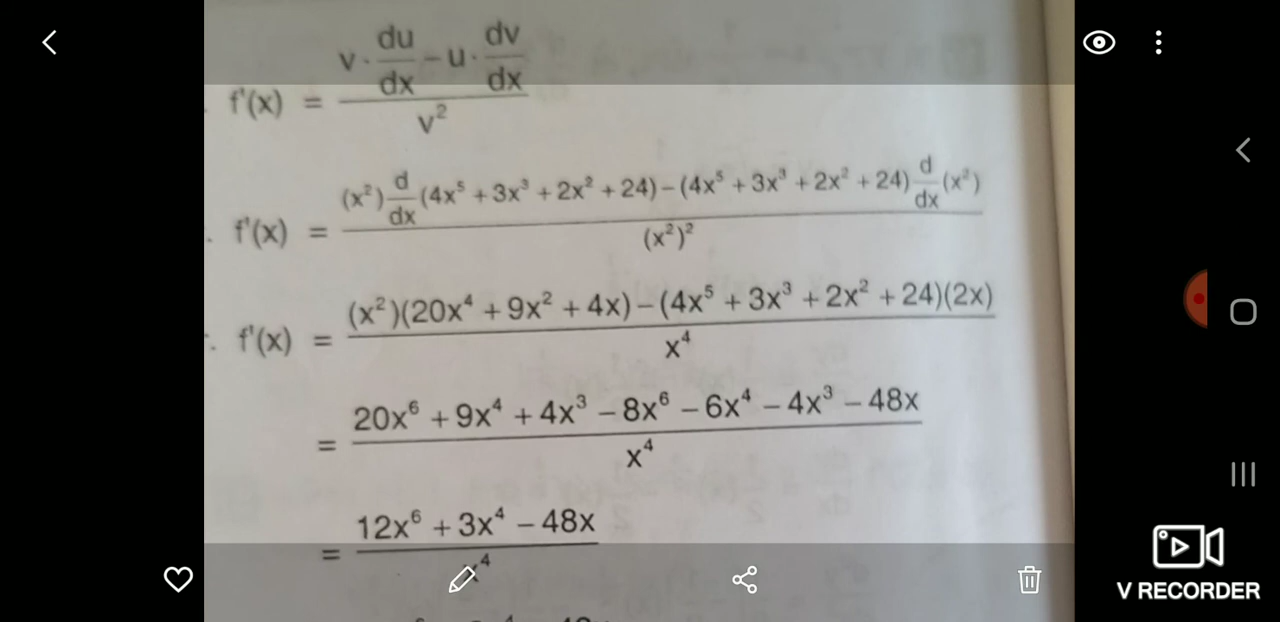 f'(x) = (v · du/dx − u · dv/dx) / v²
. f'(x) = ((x²) d/dx (4x⁵ + 3x³ + 2x² + 24) − (4x⁵ + 3x³ + 2x² + 24) d/dx (x²)) / (x²)²
∴ f'(x) = ((x²)(20x⁴ + 9x² + 4x) − (4x⁵ + 3x³ + 2x² + 24)(2x)) / x⁴
= (20x⁶ + 9x⁴ + 4x³ − 8x⁶ − 6x⁴ − 4x³ − 48x) / x⁴
= (12x⁶ + 3x⁴ − 48x) / x⁴
V RECORDER